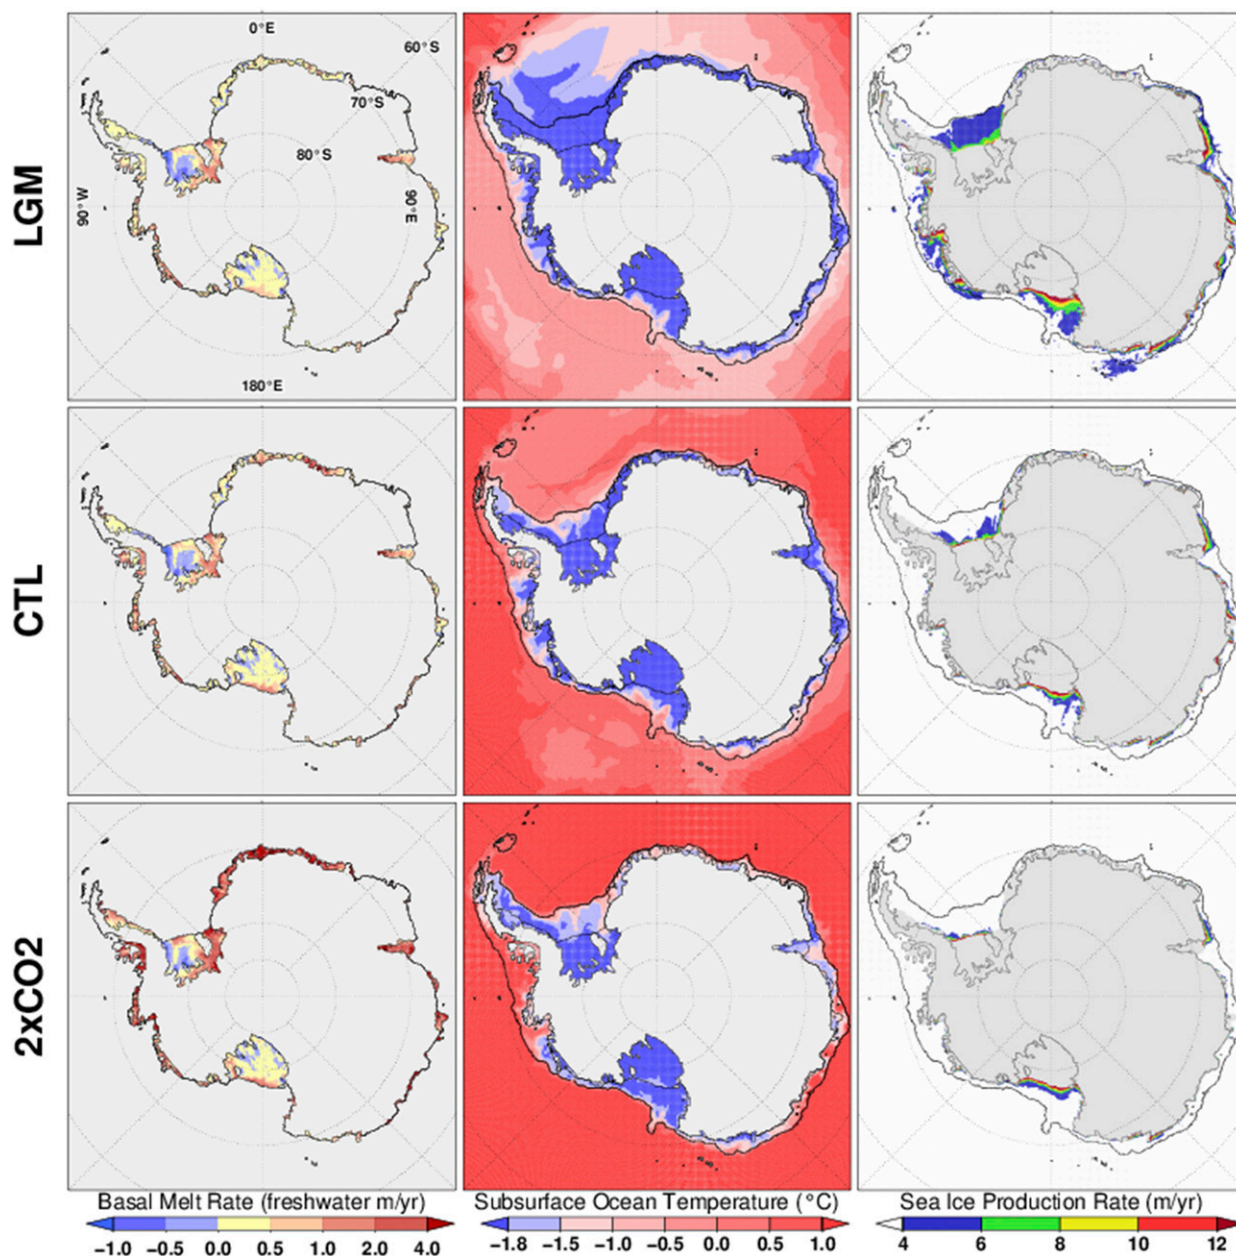 LGM
0°E
60°S
70°S
80°S
90°W
90°E
180°E
CTL
2xCO2
Basal Melt Rate (freshwater m/yr)
−1.0 −0.5 0.0 0.5 1.0 2.0 4.0
Subsurface Ocean Temperature (°C)
−1.8 −1.5 −1.0 −0.5 0.0 0.5 1.0
Sea Ice Production Rate (m/yr)
4 6 8 10 12